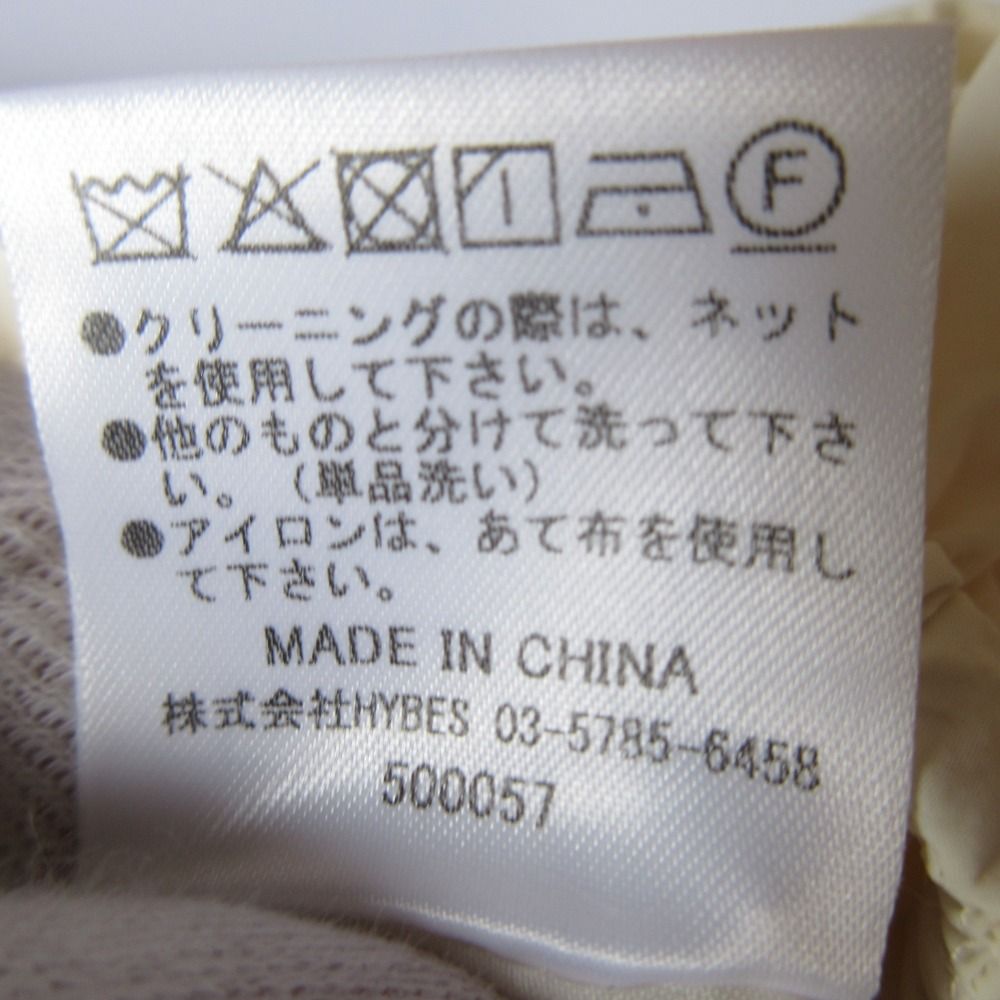 F
●クリーニングの際は、ネット
を使用して下さい。
●他のものと分けて洗って下さ
い。（単品洗い）
●アイロンは、あて布を使用し
て下さい。
MADE IN CHINA
株式会社HYBES 03-5785-6458
500057